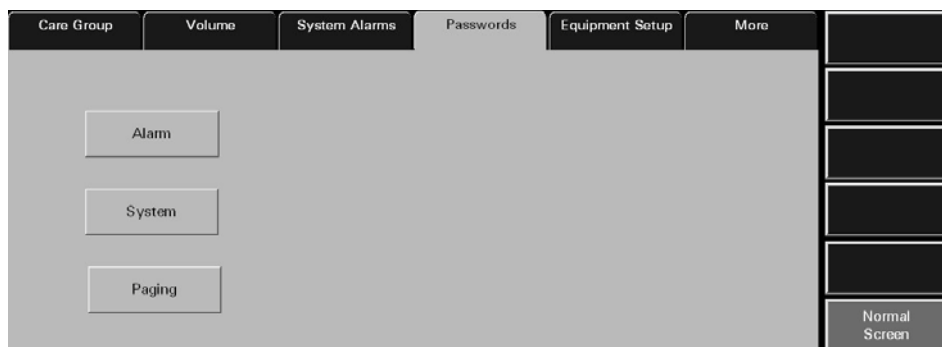 Care Group Volume System Alarms Passwords Equipment Setup More
Alarm
System
Paging
Normal
Screen